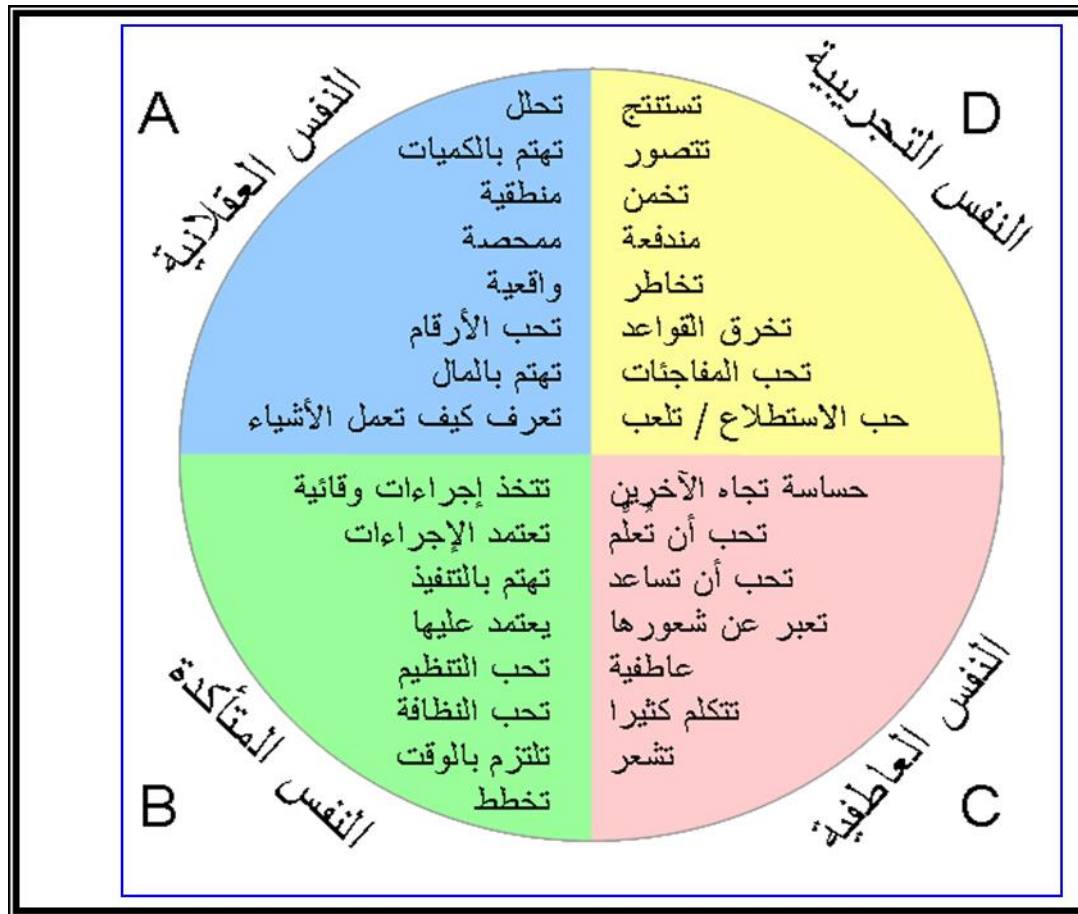 A
النفس العقلانية
تحلل
تهتم بالكميات
منطقية
ممحصة
واقعية
تحب الأرقام
تهتم بالمال
تعرف كيف تعمل الأشياء
D
النفس التجريبية
تستنتج
تتصور
تخمن
مندفعة
تخاطر
تخرق القواعد
تحب المفاجئات
حب الاستطلاع / تلعب
B
النفس المتأكدة
تتخذ إجراءات وقائية
تعتمد الإجراءات
تهتم بالتنفيذ
يعتمد عليها
تحب التنظيم
تحب النظافة
تلتزم بالوقت
تخطط
C
النفس العاطفية
حساسة تجاه الآخرين
تحب أن تُعلِّم
تحب أن تساعد
تعبر عن شعورها
عاطفية
تتكلم كثيرا
تشعر